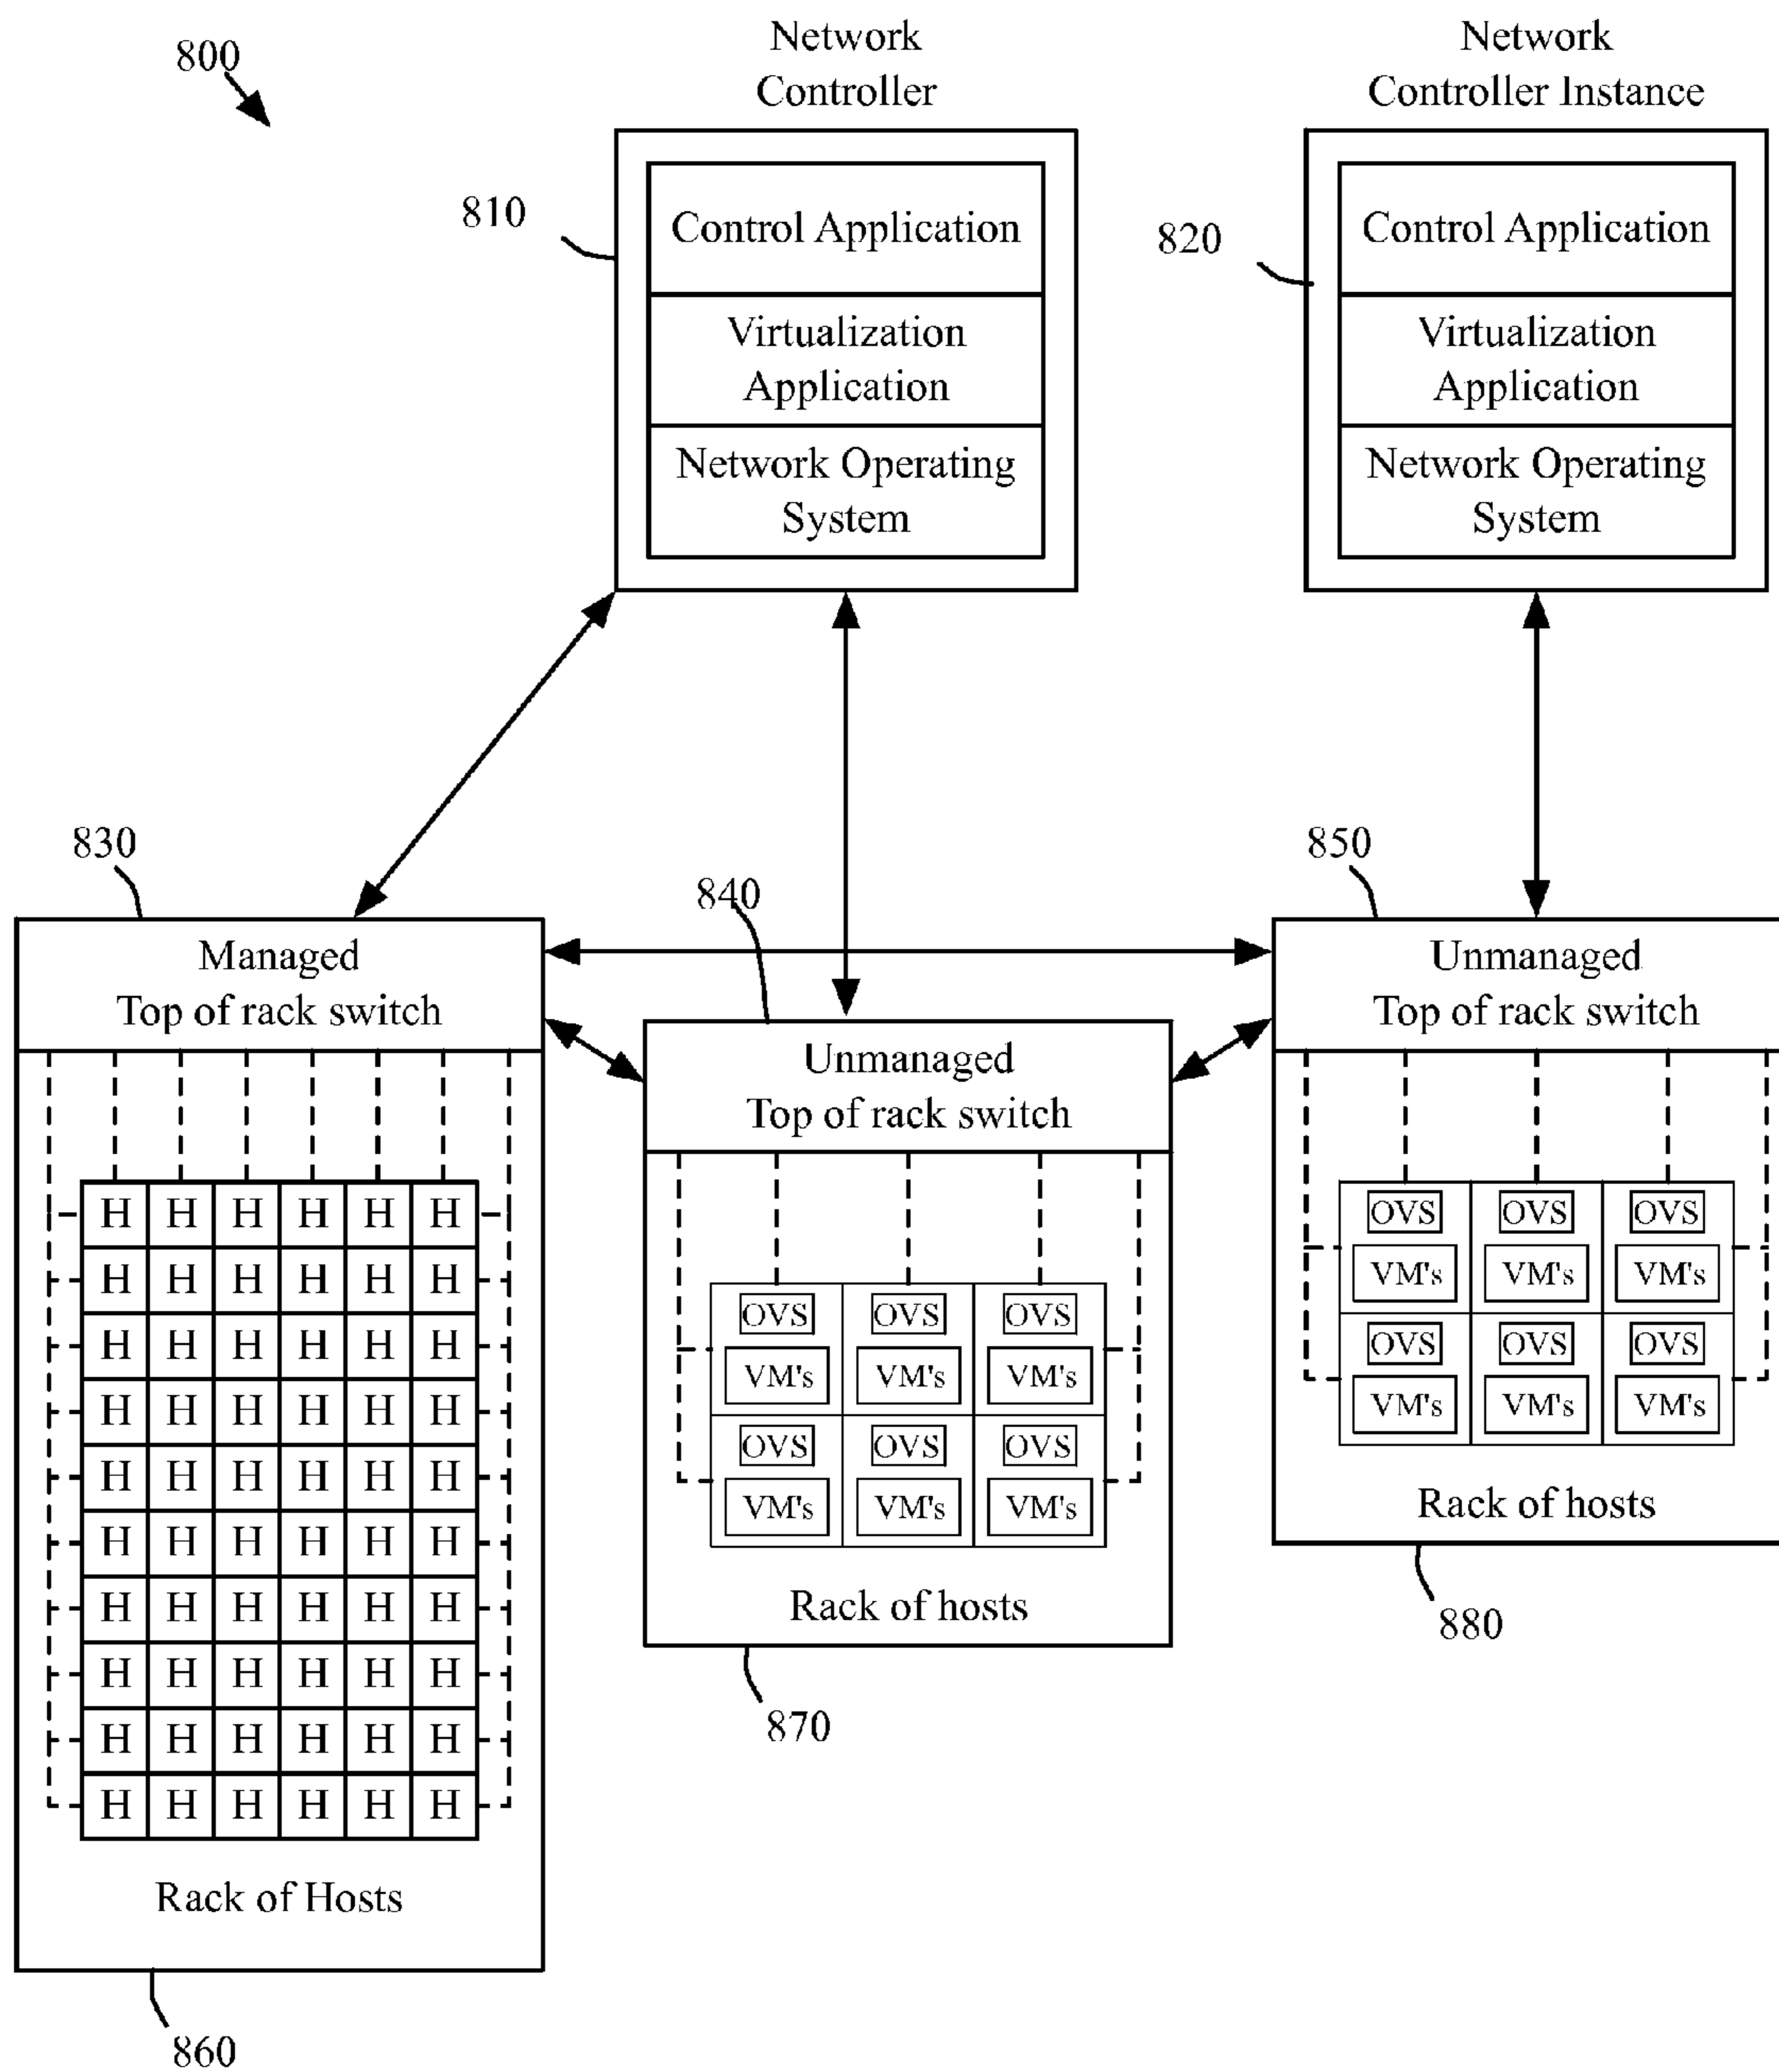 800
Network
Controller
Network
Controller Instance
810
Control Application
Virtualization
Application
Network Operating
System
820
Control Application
Virtualization
Application
Network Operating
System
830
Managed
Top of rack switch
840
Unmanaged
Top of rack switch
850
Unmanaged
Top of rack switch
H H H H H H
H H H H H H
H H H H H H
H H H H H H
H H H H H H
H H H H H H
H H H H H H
H H H H H H
H H H H H H
H H H H H H
Rack of Hosts
860
OVS OVS OVS
VM's VM's VM's
OVS OVS OVS
VM's VM's VM's
Rack of hosts
870
OVS OVS OVS
VM's VM's VM's
OVS OVS OVS
VM's VM's VM's
Rack of hosts
880